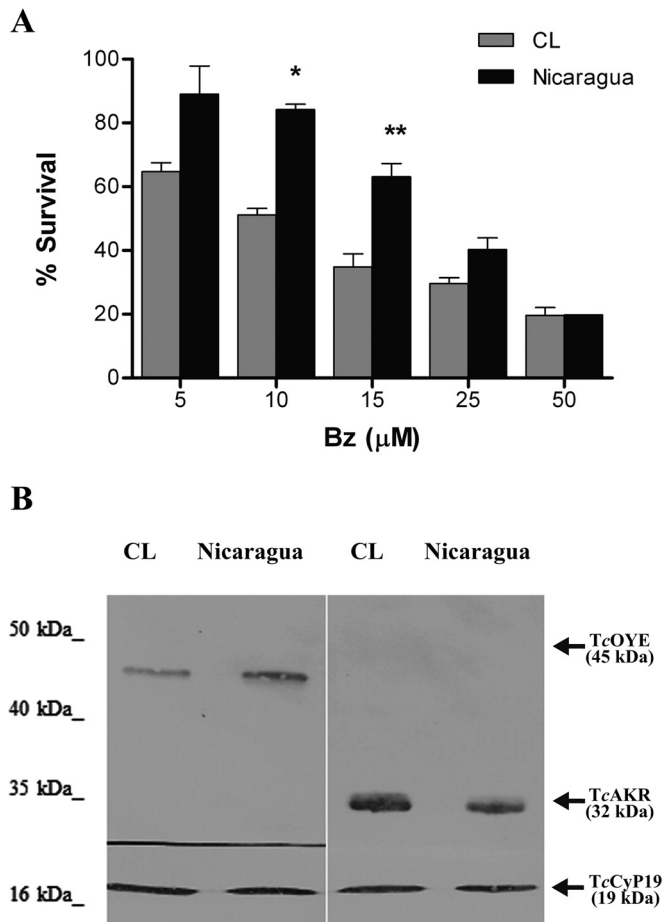 A
CL
Nicaragua
% Survival
100
80
60
40
20
0
*
**
5 10 15 25 50
Bz (µM)
B
CL Nicaragua CL Nicaragua
50 kDa_
40 kDa_
35 kDa_
16 kDa_
TcOYE
(45 kDa)
TcAKR
(32 kDa)
TcCyP19
(19 kDa)